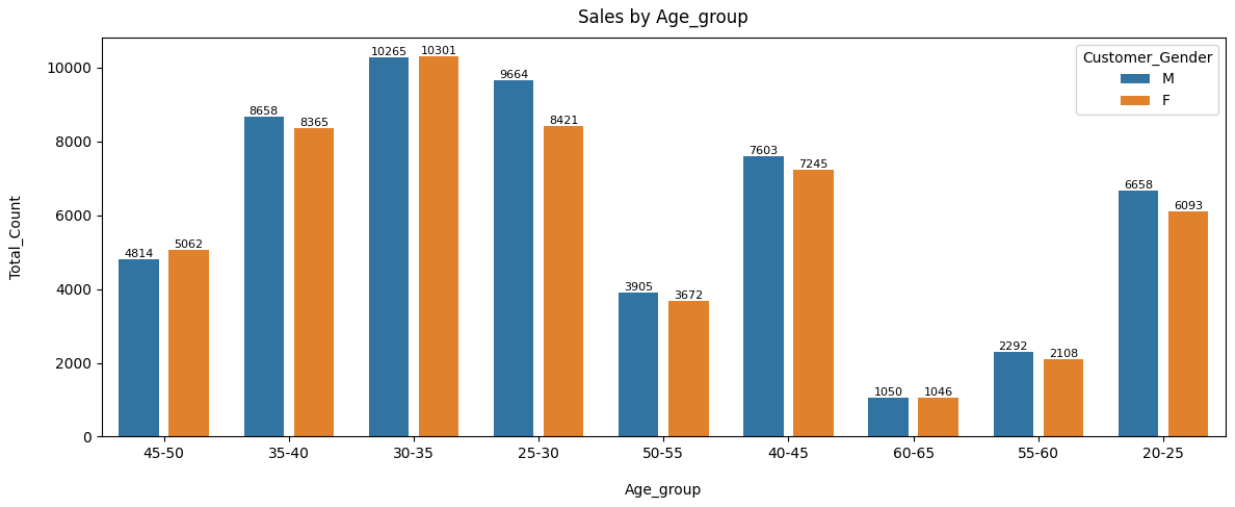 Sales by Age_group
Customer_Gender
M
F
Total_Count
10000
8000
6000
4000
2000
0
4814 5062
8658 8365
10265 10301
9664 8421
3905 3672
7603 7245
1050 1046
2292 2108
6658 6093
45-50 35-40 30-35 25-30 50-55 40-45 60-65 55-60 20-25
Age_group